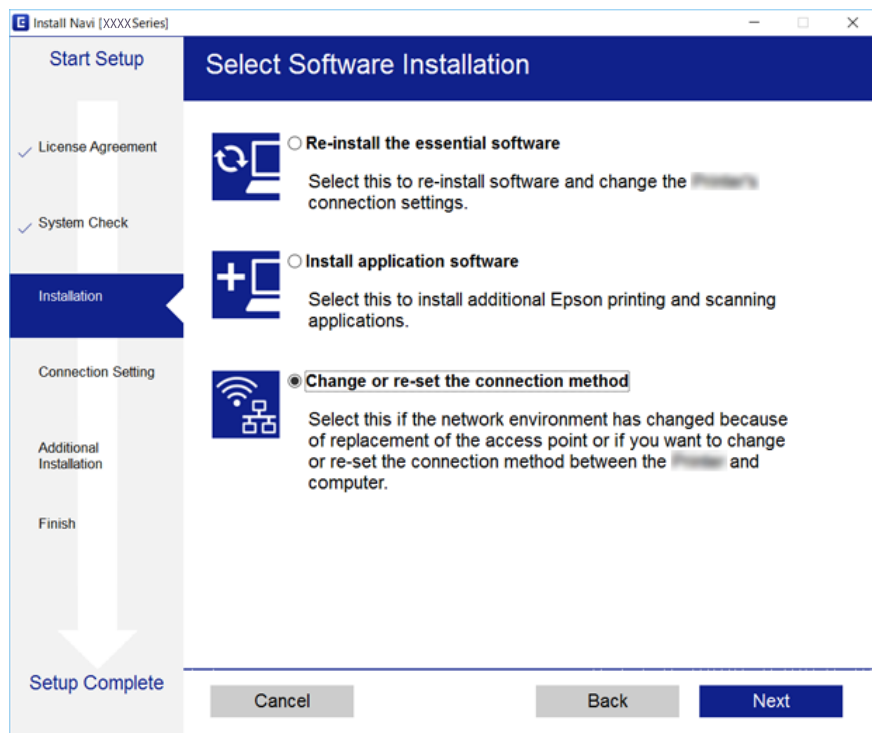 Install Navi [XXXX Series]
Start Setup
License Agreement
System Check
Installation
Connection Setting
Additional
Installation
Finish
Setup Complete
Select Software Installation
Re-install the essential software
Select this to re-install software and change the
connection settings.
Install application software
Select this to install additional Epson printing and scanning
applications.
Change or re-set the connection method
Select this if the network environment has changed because
of replacement of the access point or if you want to change
or re-set the connection method between the and
computer.
Cancel
Back
Next